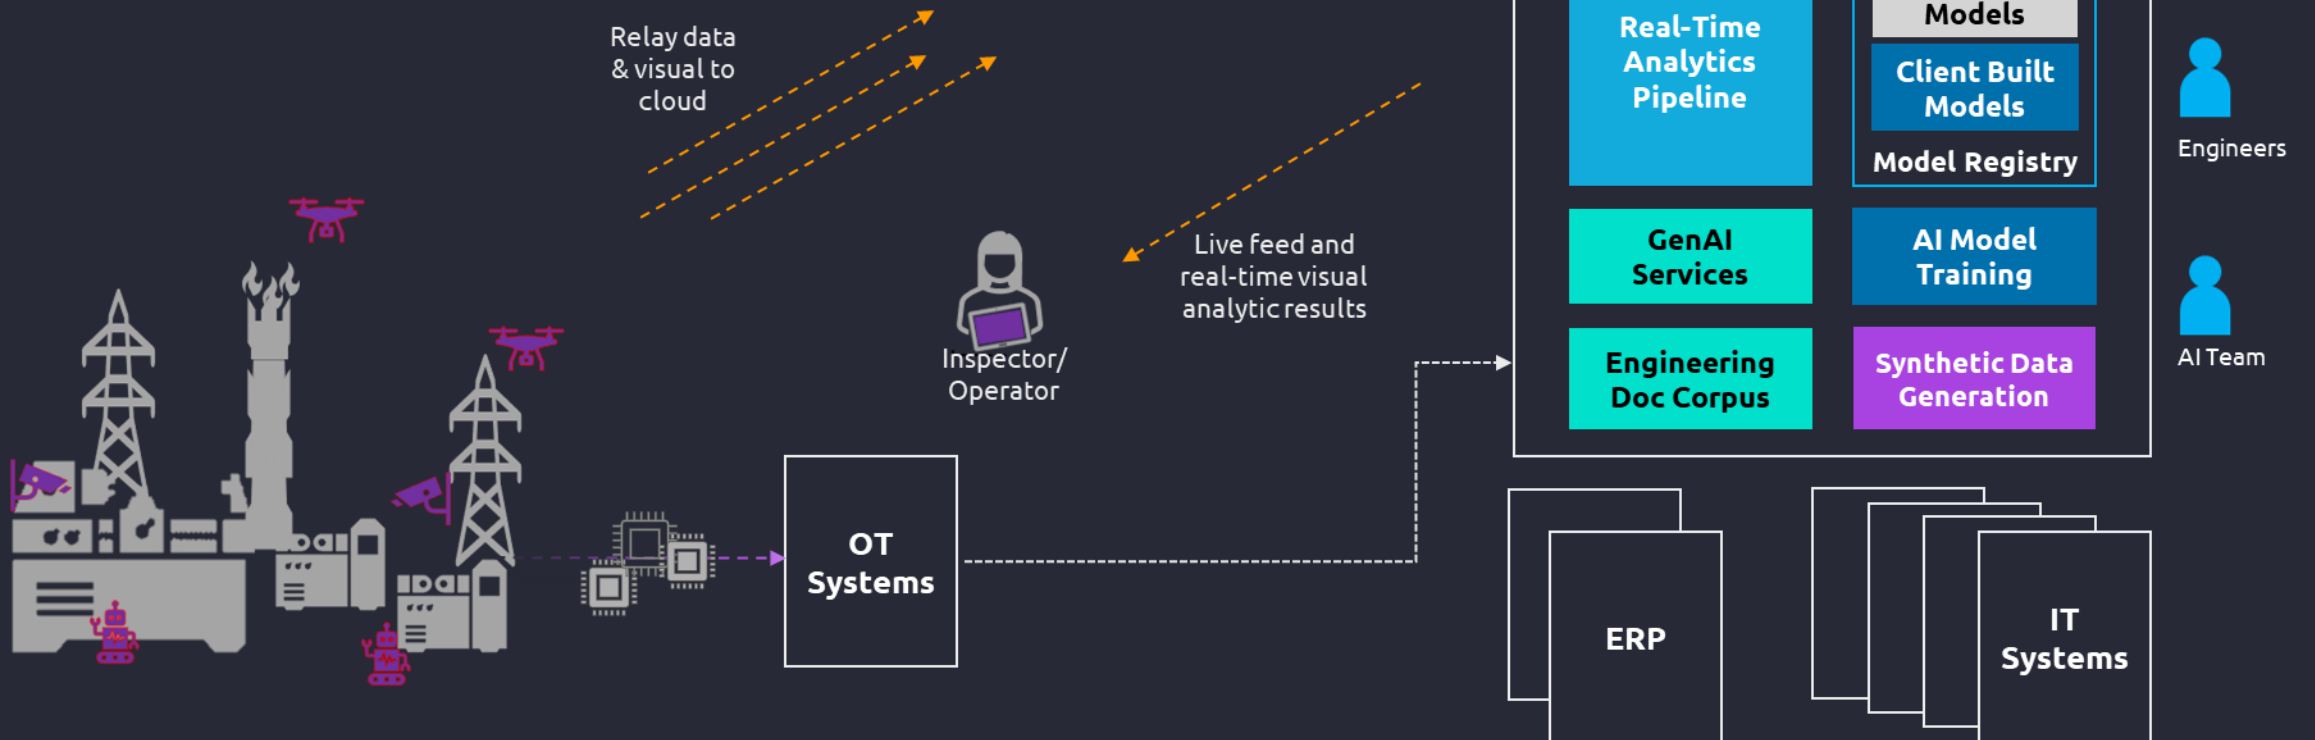 Relay data
& visual to
cloud
Real-Time
Analytics
Pipeline
Models
Client Built
Models
Model Registry
Engineers
Live feed and
real-time visual
analytic results
GenAI
Services
AI Model
Training
Inspector/
Operator
Engineering
Doc Corpus
Synthetic Data
Generation
AI Team
OT
Systems
ERP
IT
Systems